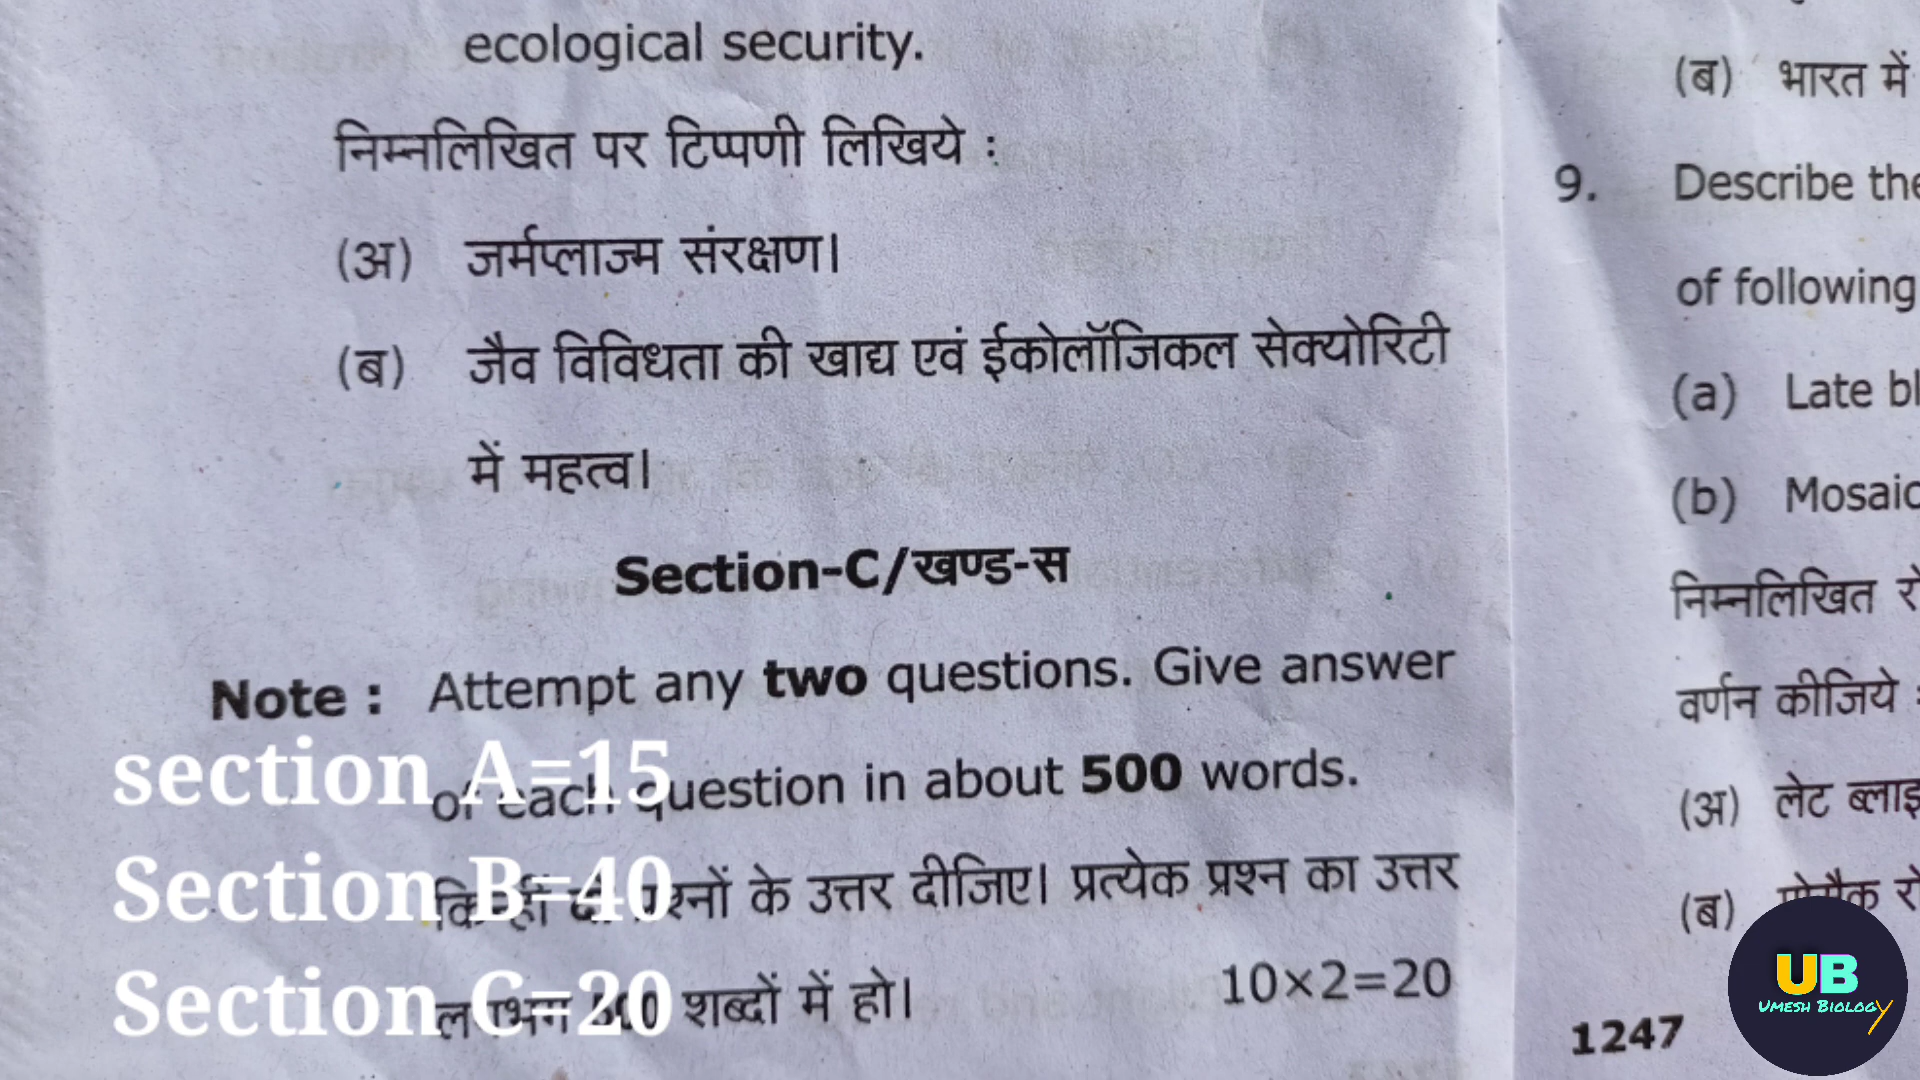 ecological security.
निम्नलिखित पर टिप्पणी लिखिये :
(अ) जर्मप्लाज्म संरक्षण।
(ब) जैव विविधता की खाद्य एवं ईकोलॉजिकल सेक्योरिटी
में महत्व।
Section-C/खण्ड-स
Note : Attempt any two questions. Give answer
of each question in about 500 words.
प्रश्नों के उत्तर दीजिए। प्रत्येक प्रश्न का उत्तर
शब्दों में हो। 10×2=20
section A=15
Section B=40
Section C=20
(ब) भारत में
9. Describe the
of following
(a) Late
(b) Mosaic
निम्नलिखित
वर्णन कीजिये :
(अ) लेट
(ब)
1247
UB
UMESH BIOLOGY